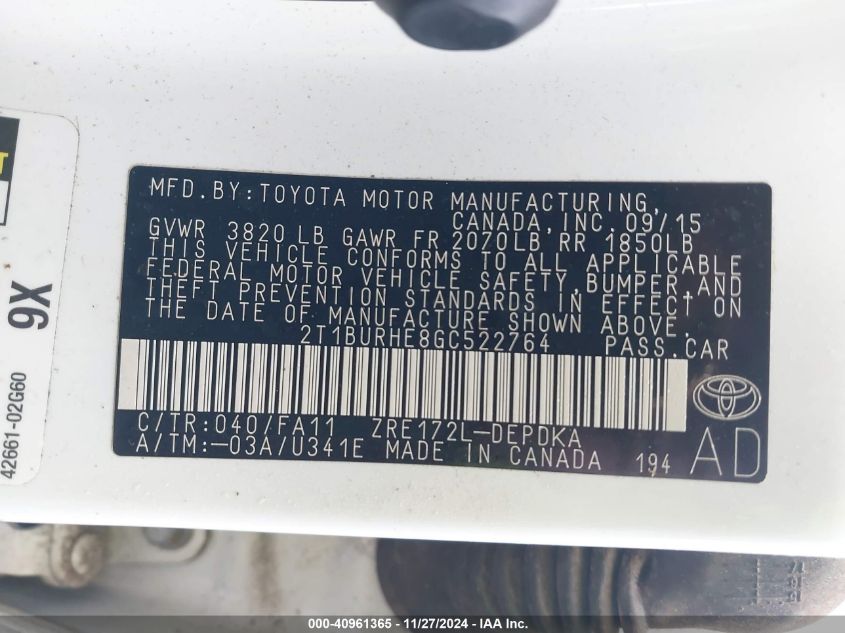 MFD.BY:TOYOTA MOTOR MANUFACTURING,
CANADA,INC. 09/15
GVWR 3820 LB GAWR FR 2070LB RR 1850LB
THIS VEHICLE CONFORMS TO ALL APPLICABLE
FEDERAL MOTOR VEHICLE SAFETY,BUMPER,AND
THEFT PREVENTION STANDARDS IN EFFECT ON
THE DATE OF MANUFACTURE SHOWN ABOVE.
2T1BURHE8GC522764 PASS.CAR
C/TR:040/FA11 ZRE172L-DEPDKA
A/TM:-03A/U341E MADE IN CANADA 194
AD
9X
42661-02G60
000-40961365 - 11/27/2024 - IAA Inc.